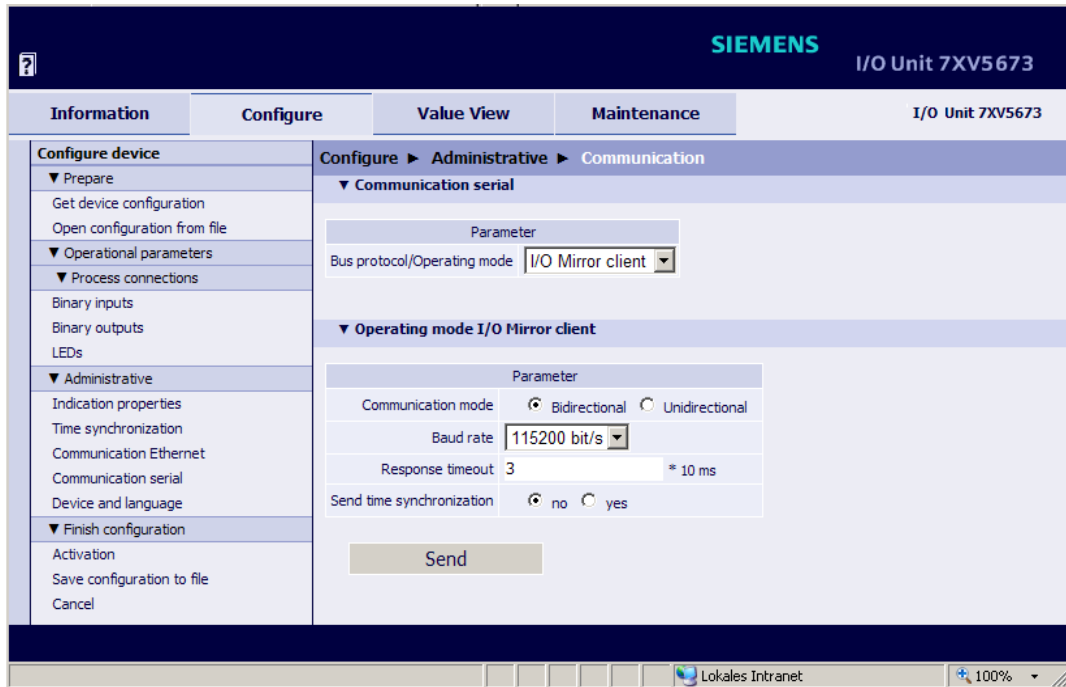 ?
SIEMENS
I/O Unit 7XV5673
Information
Configure
Value View
Maintenance
I/O Unit 7XV5673
Configure device
▼ Prepare
Get device configuration
Open configuration from file
▼ Operational parameters
▼ Process connections
Binary inputs
Binary outputs
LEDs
▼ Administrative
Indication properties
Time synchronization
Communication Ethernet
Communication serial
Device and language
▼ Finish configuration
Activation
Save configuration to file
Cancel
Configure ► Administrative ► Communication
▼ Communication serial
Parameter
Bus protocol/Operating mode I/O Mirror client
▼ Operating mode I/O Mirror client
Parameter
Communication mode Bidirectional Unidirectional
Baud rate 115200 bit/s
Response timeout 3 * 10 ms
Send time synchronization no yes
Send
Lokales Intranet
100%